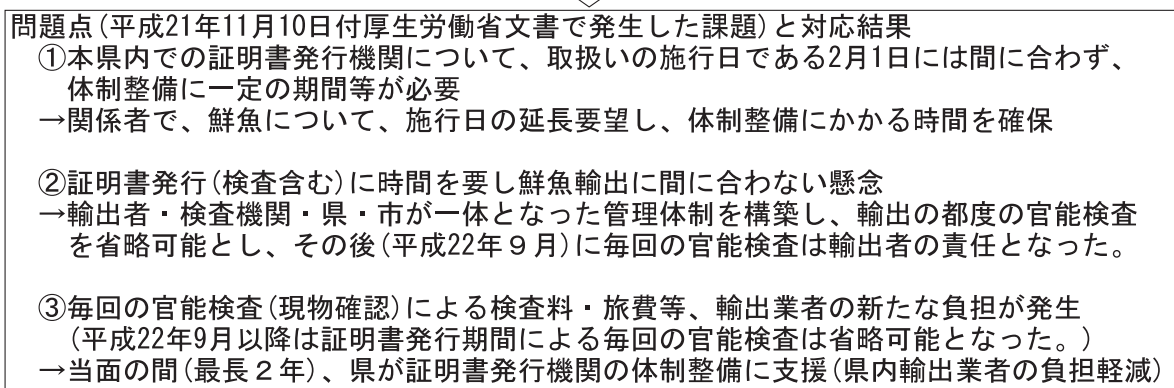 問題点(平成21年11月10日付厚生労働省文書で発生した課題)と対応結果
①本県内での証明書発行機関について、取扱いの施行日である2月1日には間に合わず、
体制整備に一定の期間等が必要
→関係者で、鮮魚について、施行日の延長要望し、体制整備にかかる時間を確保
②証明書発行(検査含む)に時間を要し鮮魚輸出に間に合わない懸念
→輸出者・検査機関・県・市が一体となった管理体制を構築し、輸出の都度の官能検査
を省略可能とし、その後(平成22年９月)に毎回の官能検査は輸出者の責任となった。
③毎回の官能検査(現物確認)による検査料・旅費等、輸出業者の新たな負担が発生
(平成22年9月以降は証明書発行期間による毎回の官能検査は省略可能となった。)
→当面の間(最長２年)、県が証明書発行機関の体制整備に支援(県内輸出業者の負担軽減)